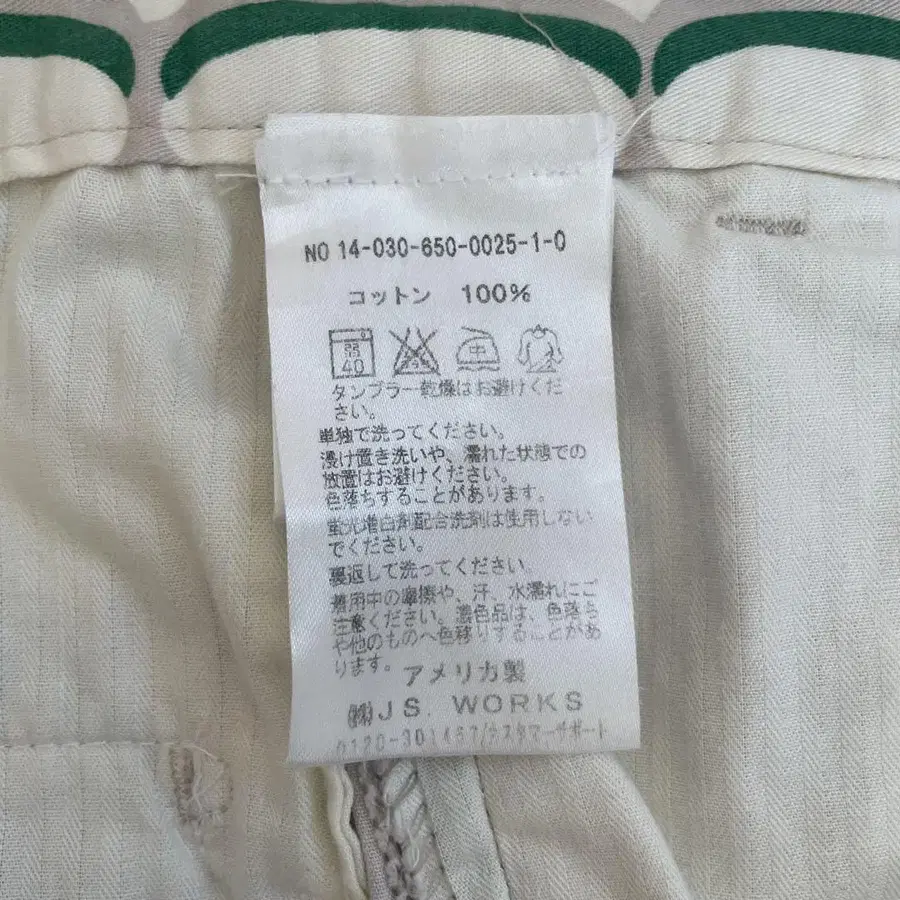 NO 14-030-650-0025-1-0
コットン 100%
弱
40
中
タンブラー乾燥はお避けくだ
さい。
単独で洗ってください。
浸け置き洗いや、濡れた状態での
放置はお避けください。
色落ちすることがあります。
蛍光増白剤配合洗剤は使用しない
でください。
裏返して洗ってください。
着用中の摩擦や、汗、水濡れにご
注意ください。濃色品は、色落ち
や他のものへ色移りすることがあ
ります。
アメリカ製
㈱JS. WORKS
0120-301457/カスタマーサポート